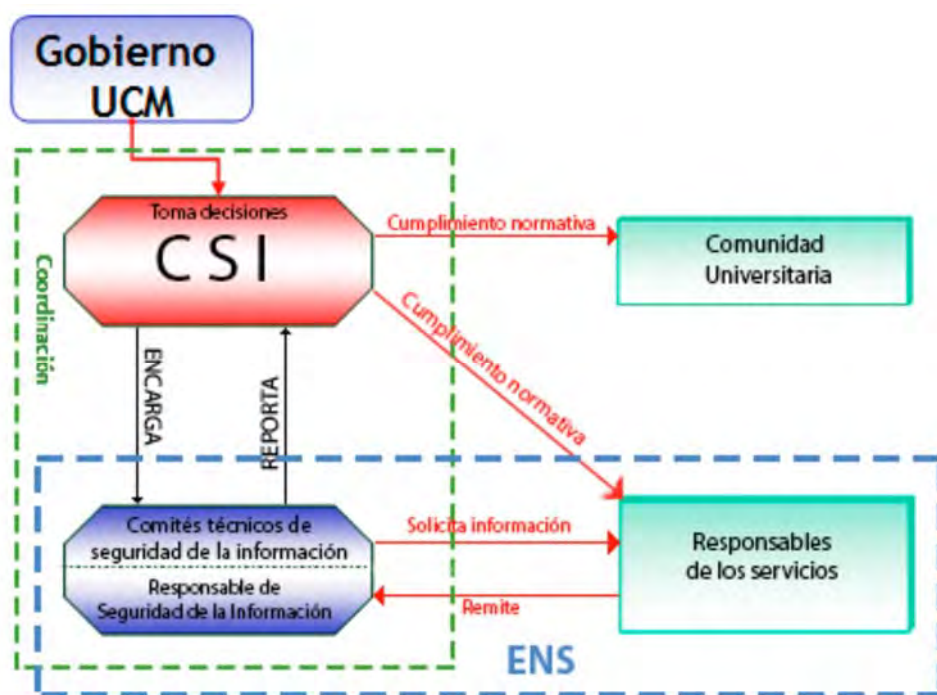 Gobierno
UCM
Toma decisiones
CSI
Cumplimiento normativa
Comunidad
Universitaria
Coordinación
Cumplimiento normativa
ENCARGA
REPORTA
Comités técnicos de
seguridad de la información
Responsable de
Seguridad de la Información
Solicita información
Remite
Responsables
de los servicios
ENS